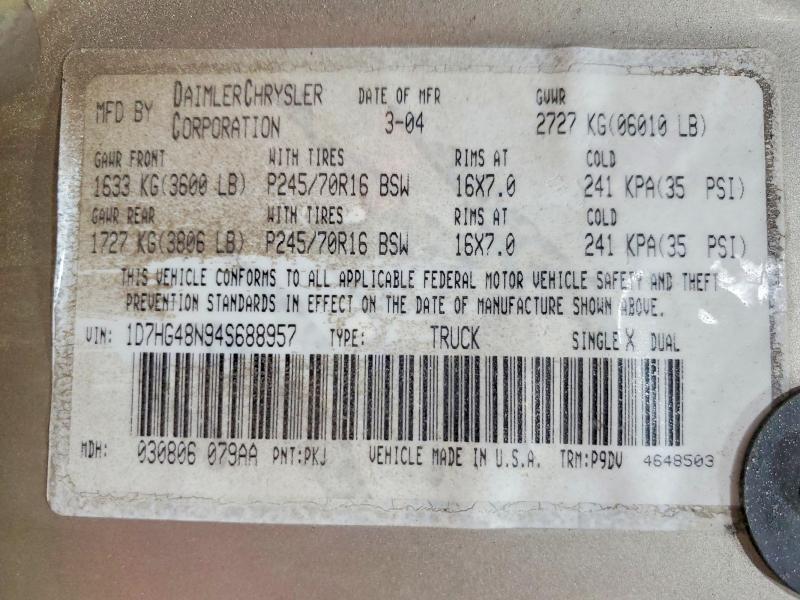 MFD BY DAIMLERCHRYSLER CORPORATION DATE OF MFR 3-04 GVWR 2727 KG(06010 LB)
GAWR FRONT WITH TIRES RIMS AT COLD
1633 KG(3600 LB) P245/70R16 BSW 16X7.0 241 KPA(35 PSI)
GAWR REAR WITH TIRES RIMS AT COLD
1727 KG(3806 LB) P245/70R16 BSW 16X7.0 241 KPA(35 PSI)
THIS VEHICLE CONFORMS TO ALL APPLICABLE FEDERAL MOTOR VEHICLE SAFETY AND THEFT
PREVENTION STANDARDS IN EFFECT ON THE DATE OF MANUFACTURE SHOWN ABOVE.
VIN: 1D7HG48N94S688957 TYPE: TRUCK SINGLE X DUAL
MDH: 030806 079AA PNT:PKJ VEHICLE MADE IN U.S.A. TRM:P9DV 4648503